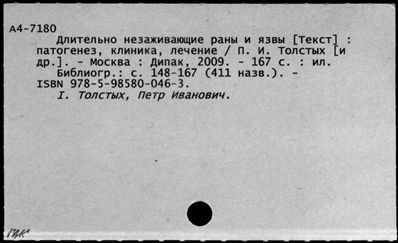 А4-7180
Длительно незаживающие раны и язвы [Текст] :
патогенез, клиника, лечение / П. И. Толстых [и
др.]. - Москва : Дипак, 2009. - 167 с. : ил.
Библиогр.: с. 148-167 (411 назв.). -
ISBN 978-5-98580-046-3.
I. Толстых, Петр Иванович.